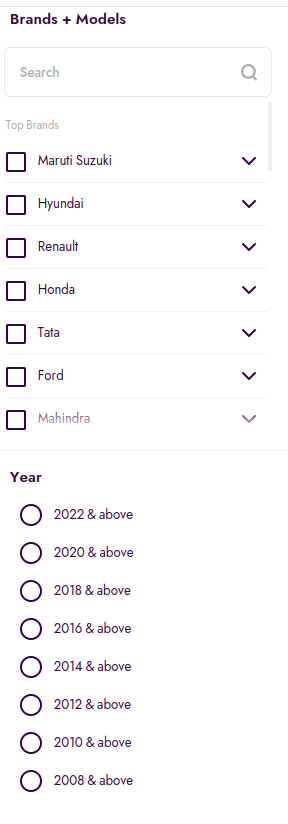 Brands + Models
Search
Top Brands
Maruti Suzuki
Hyundai
Renault
Honda
Tata
Ford
Mahindra
Year
2022 & above
2020 & above
2018 & above
2016 & above
2014 & above
2012 & above
2010 & above
2008 & above